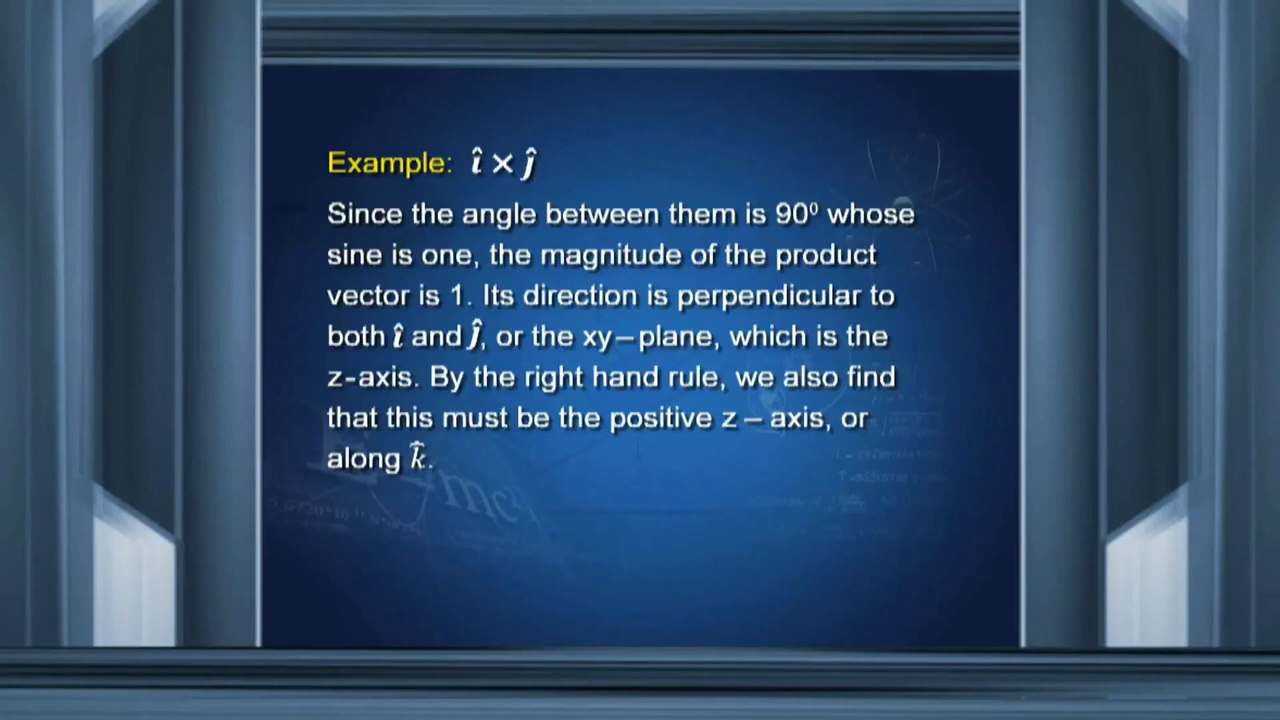 Example: î × ĵ
Since the angle between them is 90⁰ whose
sine is one, the magnitude of the product
vector is 1. Its direction is perpendicular to
both î and ĵ, or the xy–plane, which is the
z-axis. By the right hand rule, we also find
that this must be the positive z – axis, or
along k̂.
mc²